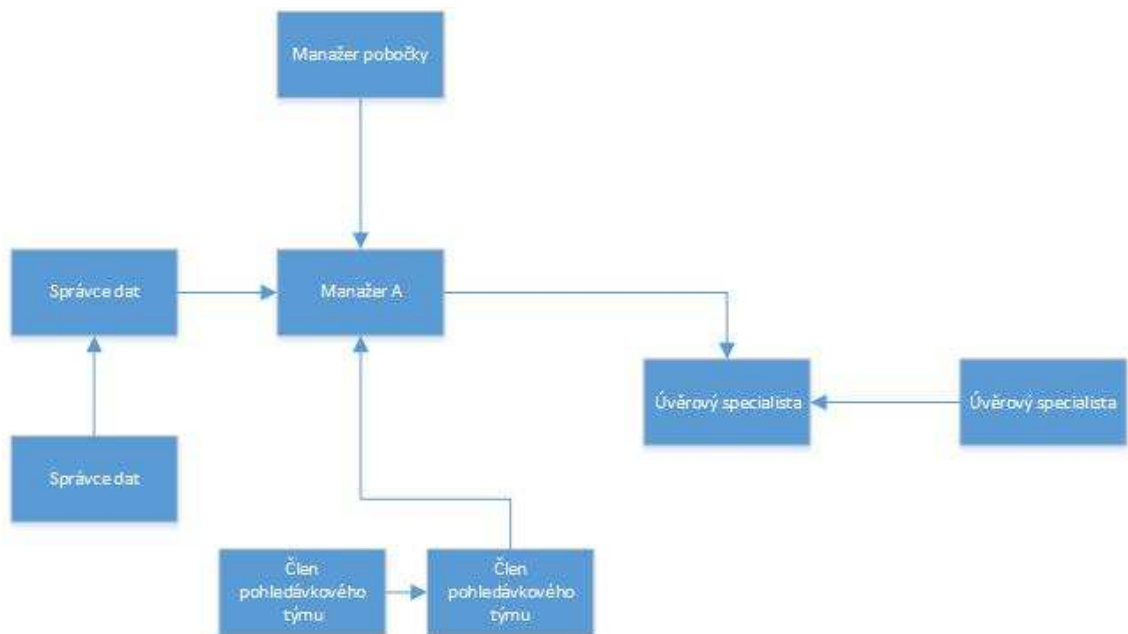 Manažer pobočky
Správce dat
Manažer A
Úvěrový specialista
Úvěrový specialista
Správce dat
Člen
pohledávkového
týmu
Člen
pohledávkového
týmu